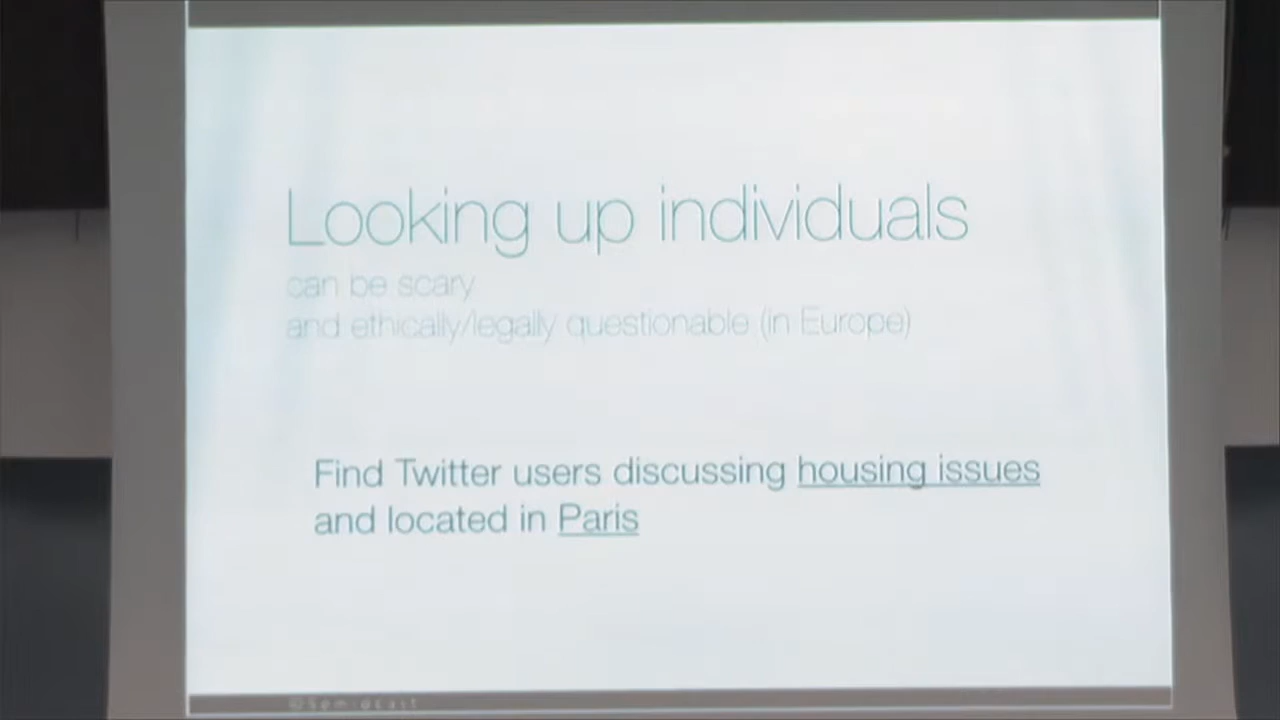 Looking up individuals
can be scary
and ethically/legally questionable (in Europe)
Find Twitter users discussing housing issues
and located in Paris